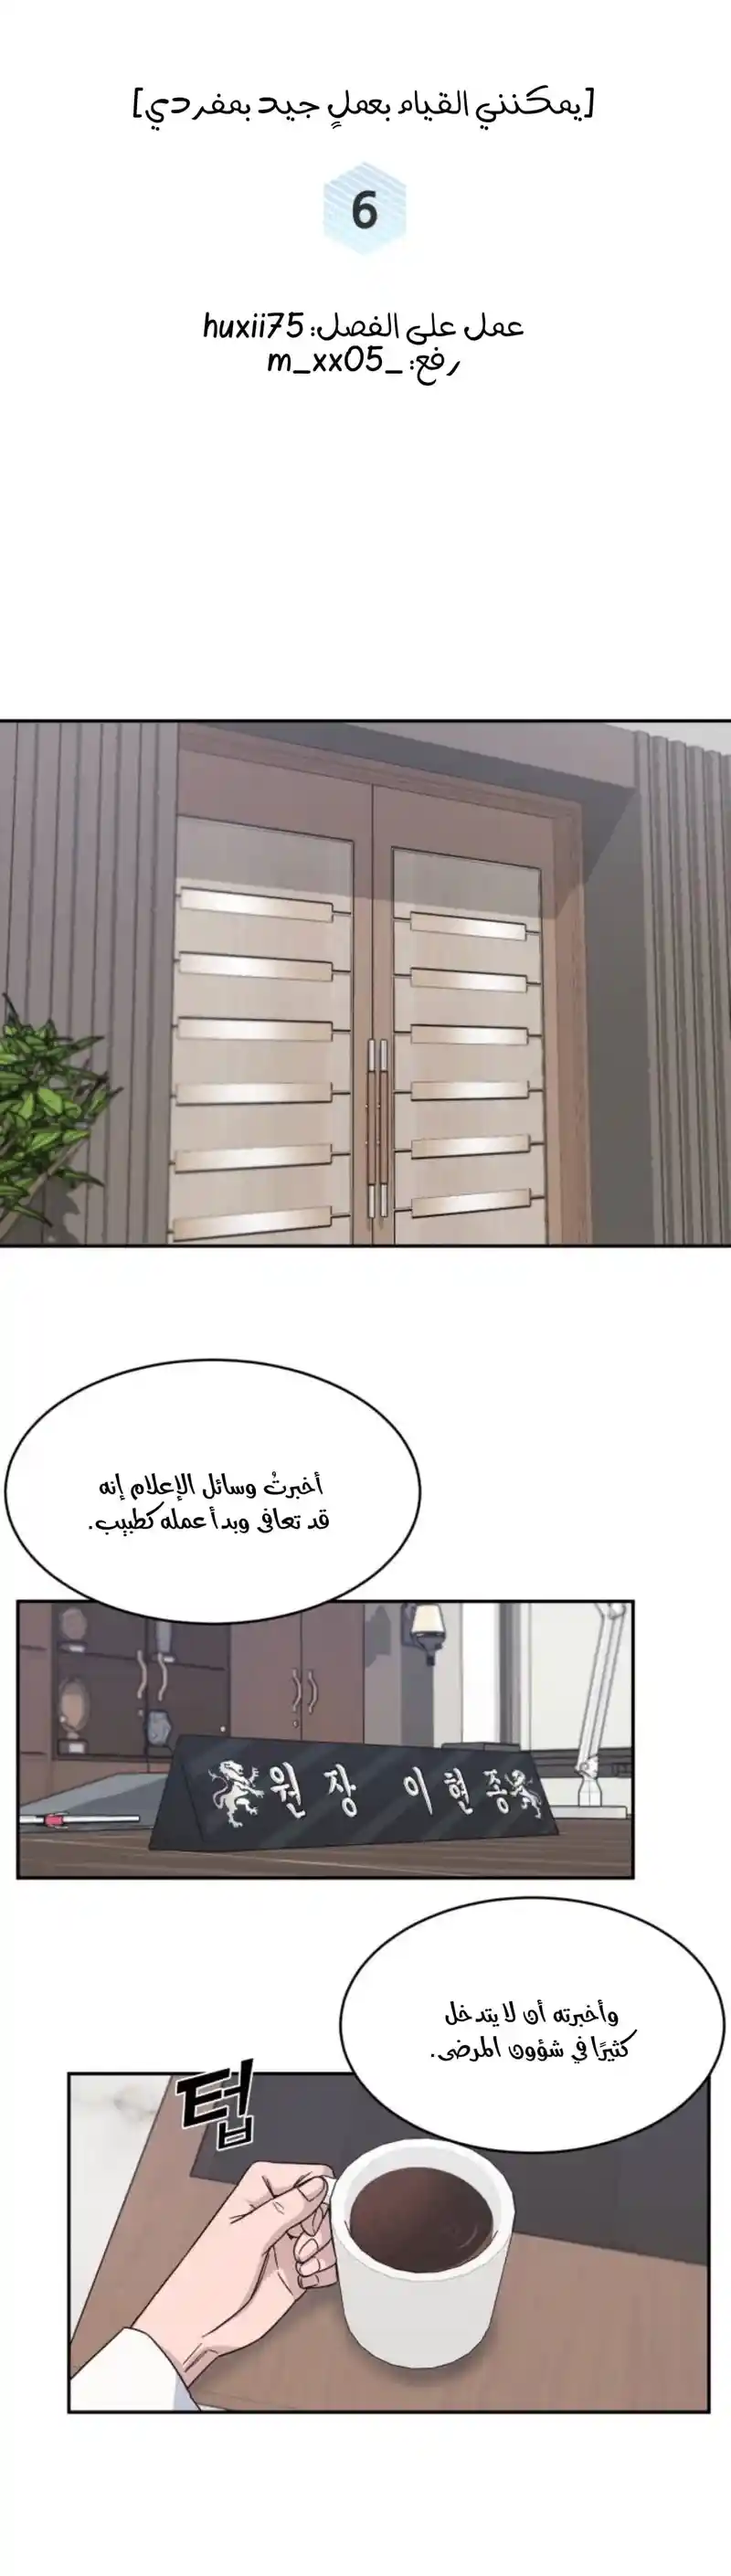 [يمكنني القيام بعملٍ جيد بمفردي]
6
عمل على الفصل: huxii75
رفع: _m_xx05
أخبرتُ وسائل الإعلام إنه
قد تعافى وبدأ عمله كطبيب.
원장 이현종
وأخبرته أن لا يتدخل
كثيرًا في شؤون المرضى.
텁